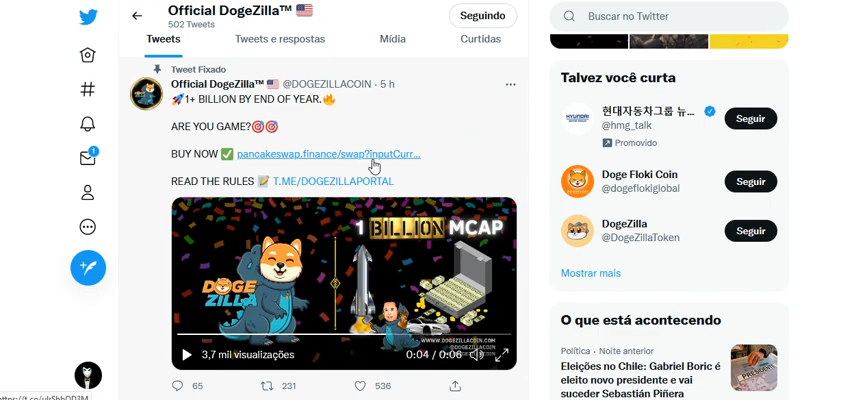 Official DogeZilla™
502 Tweets
Seguindo
Tweets
Tweets e respostas
Mídia
Curtidas
Tweet Fixado
Official DogeZilla™ @DOGEZILLACOIN · 5 h
🚀1+ BILLION BY END OF YEAR.🔥
ARE YOU GAME?🎯🎯
BUY NOW ✅ pancakeswap.finance/swap?inputCurr...
READ THE RULES 📝 T.ME/DOGEZILLAPORTAL
1 BILLION MCAP
DOGE
ZILLA
WWW.DOGEZILLACOIN.COM
@DOGEZILLACOIN
3,7 mil visualizações
0:04 / 0:06
65
231
536
1
Buscar no Twitter
Talvez você curta
현대자동차그룹 뉴...
@hmg_talk
Promovido
Seguir
HYUNDAI
Doge Floki Coin
@dogeflokiglobal
Seguir
DogeZilla
@DogeZillaToken
Seguir
Mostrar mais
O que está acontecendo
Política · Noite anterior
Eleições no Chile: Gabriel Boric é
eleito novo presidente e vai
suceder Sebastián Piñera